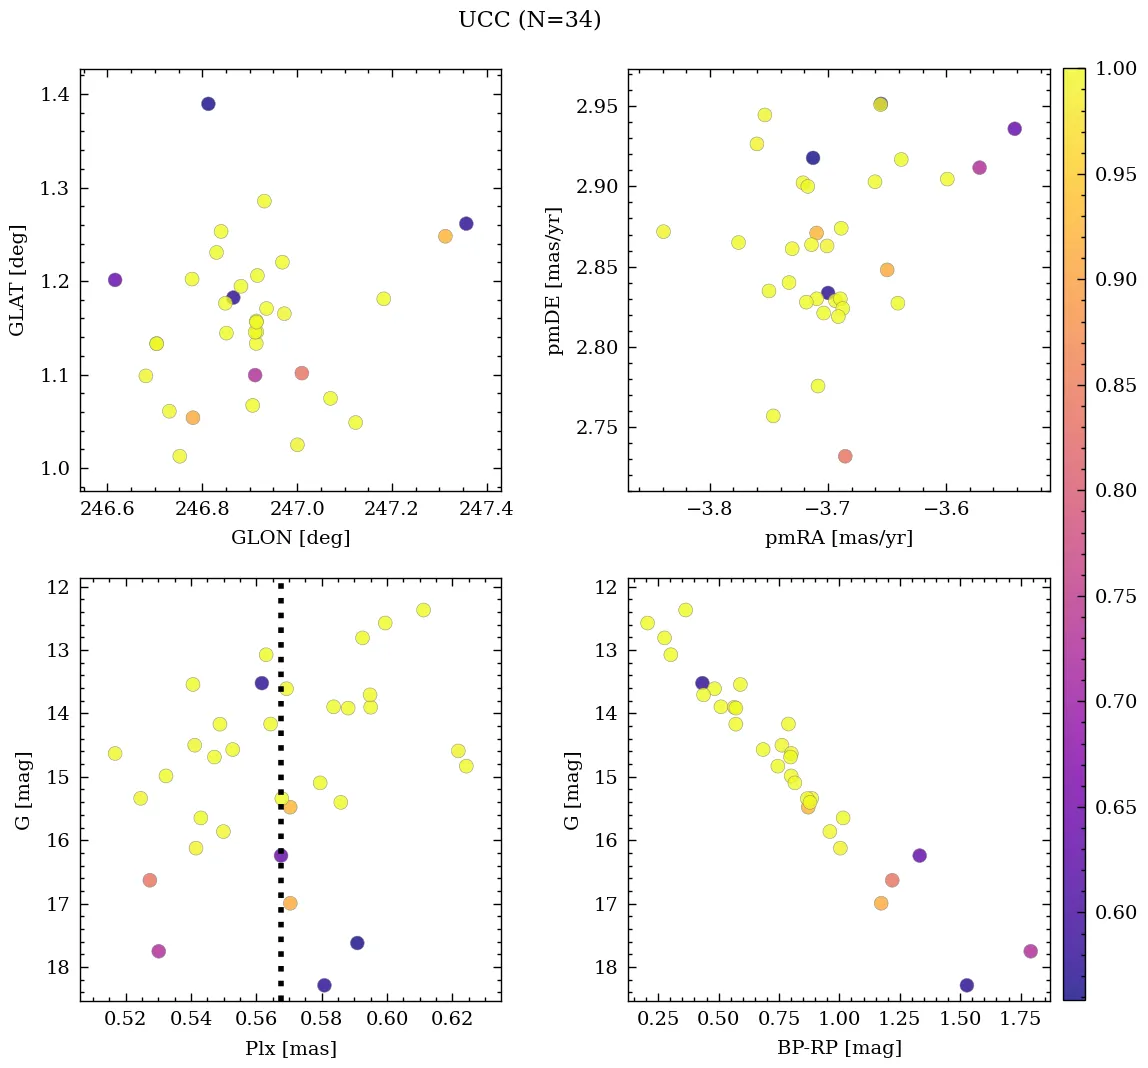 UCC (N=34)
1.4
1.3
1.2
1.1
1.0
GLAT [deg]
246.6 246.8 247.0 247.2 247.4
GLON [deg]
2.95
2.90
2.85
2.80
2.75
pmDE [mas/yr]
−3.8 −3.7 −3.6
pmRA [mas/yr]
12
13
14
15
16
17
18
G [mag]
0.52 0.54 0.56 0.58 0.60 0.62
Plx [mas]
12
13
14
15
16
17
18
G [mag]
0.25 0.50 0.75 1.00 1.25 1.50 1.75
BP-RP [mag]
1.00
0.95
0.90
0.85
0.80
0.75
0.70
0.65
0.60